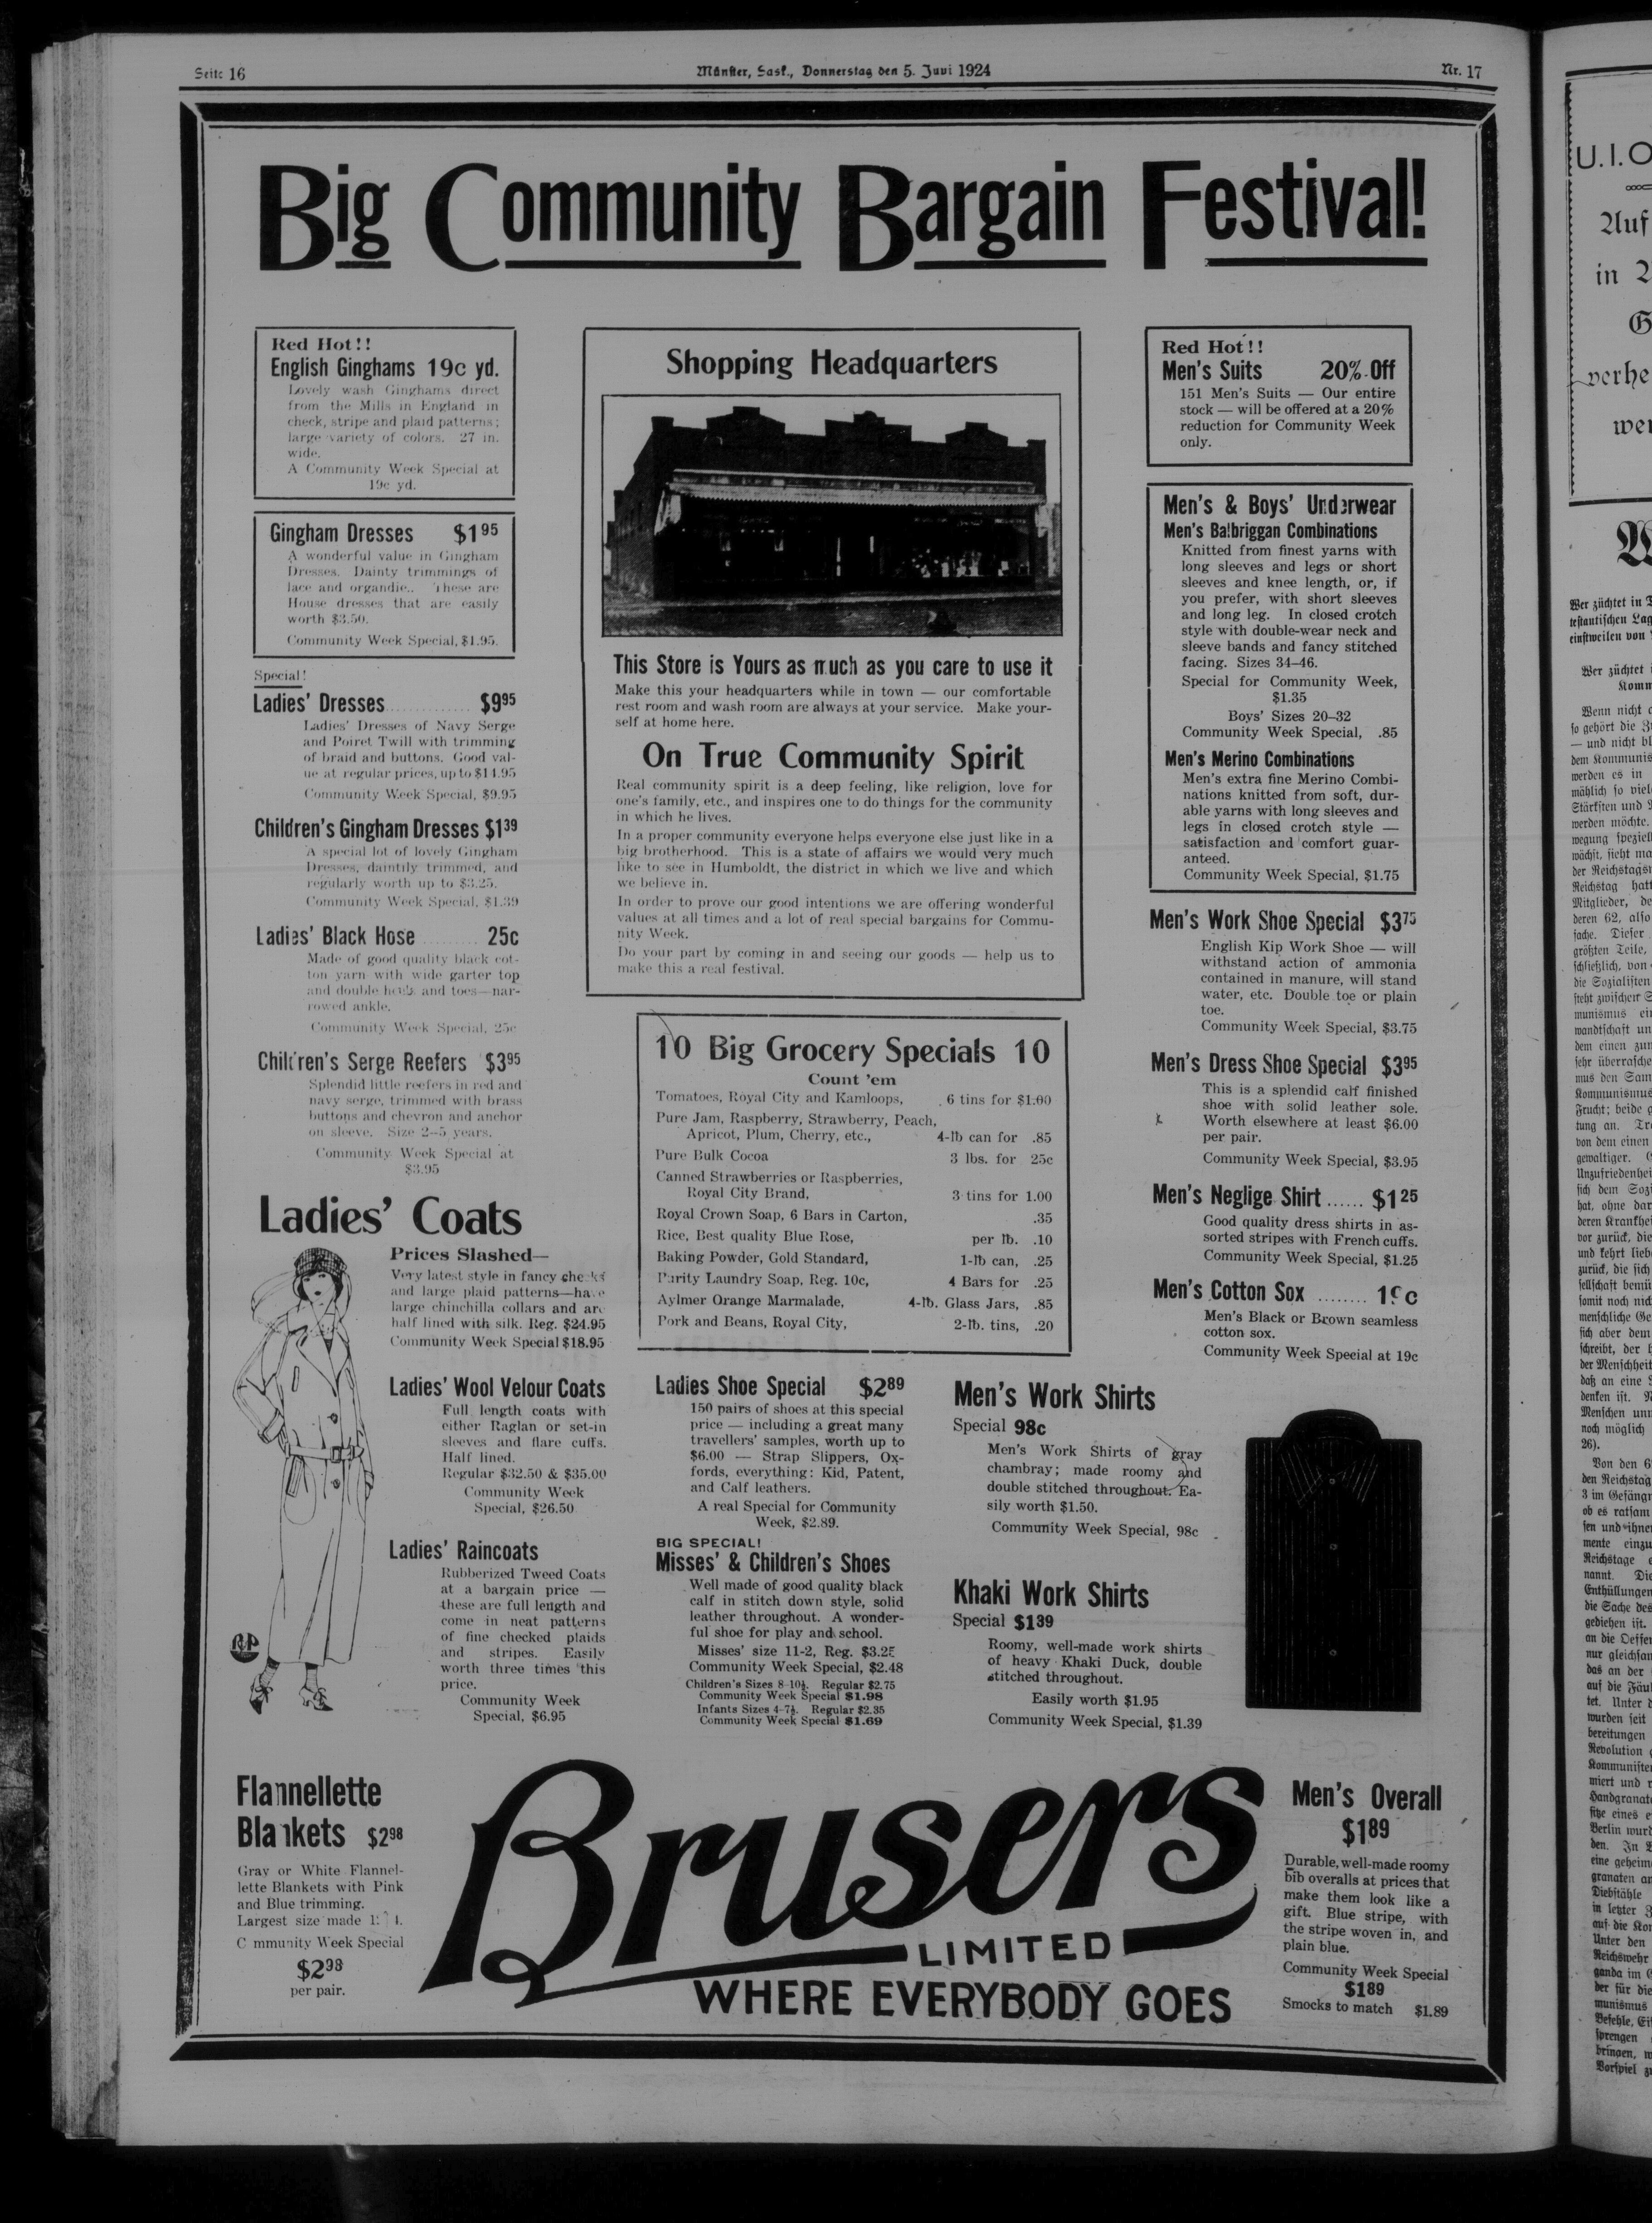 Seite 16
Münster, Sask., Donnerstag den 5. Juni 1924
Nr. 17
Big Community Bargain Festival!
Red Hot!!
English Ginghams 19c yd.
Lovely wash Ginghams direct
from the Mills in England in
check, stripe and plaid patterns;
large variety of colors. 27 in.
wide.
A Community Week Special at
19c yd.
Gingham Dresses $1 95
A wonderful value in Gingham
Dresses. Dainty trimmings of
lace and organdie.. These are
House dresses that are easily
worth $3.50.
Community Week Special, $1.95.
Special!
Ladies' Dresses............ $9 95
Ladies' Dresses of Navy Serge
and Poiret Twill with trimming
of braid and buttons. Good val-
ue at regular prices, up to $14.95
Community Week Special, $9.95
Children's Gingham Dresses $1 39
A special lot of lovely Gingham
Dresses, daintily trimmed, and
regularly worth up to $3.25.
Community Week Special, $1.39
Ladies' Black Hose ........ 25c
Made of good quality black cot-
ton yarn with wide garter top
and double heels and toes—nar-
rowed ankle.
Community Week Special, 25c
Children's Serge Reefers $3 95
Splendid little reefers in red and
navy serge, trimmed with brass
buttons and chevron and anchor
on sleeve. Size 2–5 years.
Community Week Special at
$3.95
Ladies' Coats
Prices Slashed—
Very latest style in fancy checks
and large plaid patterns—have
large chinchilla collars and are
half lined with silk. Reg. $24.95
Community Week Special $18.95
Ladies' Wool Velour Coats
Full length coats with
either Raglan or set-in
sleeves and flare cuffs.
Half lined.
Regular $32.50 & $35.00
Community Week
Special, $26.50
Ladies' Raincoats
Rubberized Tweed Coats
at a bargain price —
these are full length and
come in neat patterns
of fine checked plaids
and stripes. Easily
worth three times this
price.
Community Week
Special, $6.95
Shopping Headquarters
This Store is Yours as much as you care to use it
Make this your headquarters while in town — our comfortable
rest room and wash room are always at your service. Make your-
self at home here.
On True Community Spirit
Real community spirit is a deep feeling, like religion, love for
one's family, etc., and inspires one to do things for the community
in which he lives.
In a proper community everyone helps everyone else just like in a
big brotherhood. This is a state of affairs we would very much
like to see in Humboldt, the district in which we live and which
we believe in.
In order to prove our good intentions we are offering wonderful
values at all times and a lot of real special bargains for Commu-
nity Week.
Do your part by coming in and seeing our goods — help us to
make this a real festival.
10 Big Grocery Specials 10
Count 'em
Tomatoes, Royal City and Kamloops, . 6 tins for $1.00
Pure Jam, Raspberry, Strawberry, Peach,
Apricot, Plum, Cherry, etc., 4-lb can for .85
Pure Bulk Cocoa 3 lbs. for 25c
Canned Strawberries or Raspberries,
Royal City Brand, 3 tins for 1.00
Royal Crown Soap, 6 Bars in Carton, .35
Rice, Best quality Blue Rose, per lb. .10
Baking Powder, Gold Standard, 1-lb can, .25
Purity Laundry Soap, Reg. 10c, 4 Bars for .25
Aylmer Orange Marmalade, 4-lb. Glass Jars, .85
Pork and Beans, Royal City, 2-lb. tins, .20
Ladies Shoe Special $2 89
150 pairs of shoes at this special
price — including a great many
travellers' samples, worth up to
$6.00 — Strap Slippers, Ox-
fords, everything: Kid, Patent,
and Calf leathers.
A real Special for Community
Week, $2.89.
BIG SPECIAL!
Misses' & Children's Shoes
Well made of good quality black
calf in stitch down style, solid
leather throughout. A wonder-
ful shoe for play and school.
Misses' size 11-2, Reg. $3.25
Community Week Special, $2.48
Children's Sizes 8–10½. Regular $2.75
Community Week Special $1.98
Infants Sizes 4–7½. Regular $2.35
Community Week Special $1.69
Men's Work Shirts
Special 98c
Men's Work Shirts of gray
chambray; made roomy and
double stitched throughout. Ea-
sily worth $1.50.
Community Week Special, 98c
Khaki Work Shirts
Special $1 39
Roomy, well-made work shirts
of heavy Khaki Duck, double
stitched throughout.
Easily worth $1.95
Community Week Special, $1.39
Red Hot!!
Men's Suits 20% Off
151 Men's Suits — Our entire
stock — will be offered at a 20%
reduction for Community Week
only.
Men's & Boys' Underwear
Men's Balbriggan Combinations
Knitted from finest yarns with
long sleeves and legs or short
sleeves and knee length, or, if
you prefer, with short sleeves
and long leg. In closed crotch
style with double-wear neck and
sleeve bands and fancy stitched
facing. Sizes 34–46.
Special for Community Week,
$1.35
Boys' Sizes 20–32
Community Week Special, .85
Men's Merino Combinations
Men's extra fine Merino Combi-
nations knitted from soft, dur-
able yarns with long sleeves and
legs in closed crotch style —
satisfaction and comfort guar-
anteed.
Community Week Special, $1.75
Men's Work Shoe Special $3 75
English Kip Work Shoe — will
withstand action of ammonia
contained in manure, will stand
water, etc. Double toe or plain
toe.
Community Week Special, $3.75
Men's Dress Shoe Special $3 95
This is a splendid calf finished
shoe with solid leather sole.
Worth elsewhere at least $6.00
per pair.
Community Week Special, $3.95
Men's Neglige Shirt ...... $1 25
Good quality dress shirts in as-
sorted stripes with French cuffs.
Community Week Special, $1.25
Men's Cotton Sox ........ 19c
Men's Black or Brown seamless
cotton sox.
Community Week Special at 19c
Flannellette
Blankets $2 98
Gray or White Flannel-
lette Blankets with Pink
and Blue trimming.
Largest size made
Community Week Special
$2 98
per pair.
Brusers
LIMITED
WHERE EVERYBODY GOES
Men's Overall
$1 89
Durable, well-made roomy
bib overalls at prices that
make them look like a
gift. Blue stripe, with
the stripe woven in, and
plain blue.
Community Week Special
$1 89
Smocks to match $1.89
U.I.O
Auf
in
verhe
Wer züchtet in
testantischen Lag
einstweilen von